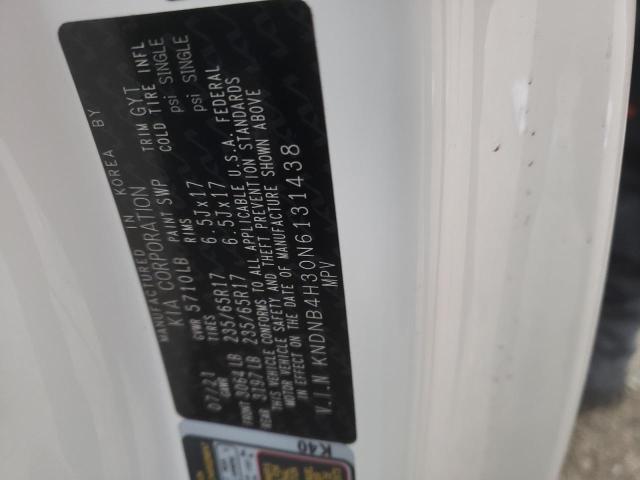 MANUFACTURED IN KOREA BY
KIA CORPORATION
07/21 GVWR 5710LB PAINT SWP TRIM GYT
GAWR RIMS COLD TIRE INFL
FRONT 3062LB 235/65R17 6.5Jx17 psi SINGLE
REAR 3197LB 235/65R17 6.5Jx17 psi SINGLE
THIS VEHICLE CONFORMS TO ALL APPLICABLE U.S.A. FEDERAL
MOTOR VEHICLE SAFETY AND THEFT PREVENTION STANDARDS
IN EFFECT ON THE DATE OF MANUFACTURE SHOWN ABOVE
V.I.N KNDNB4H30N6131438
MPV
K40